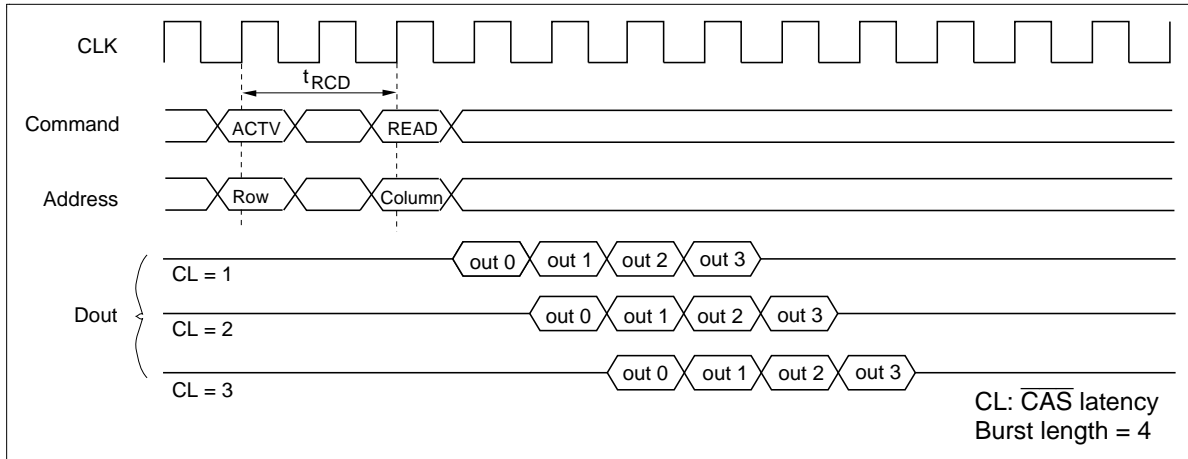 CLK
tRCD
Command ACTV READ
Address Row Column
out 0 out 1 out 2 out 3
CL = 1
Dout
out 0 out 1 out 2 out 3
CL = 2
out 0 out 1 out 2 out 3
CL = 3
CL: C̅A̅S̅ latency
Burst length = 4